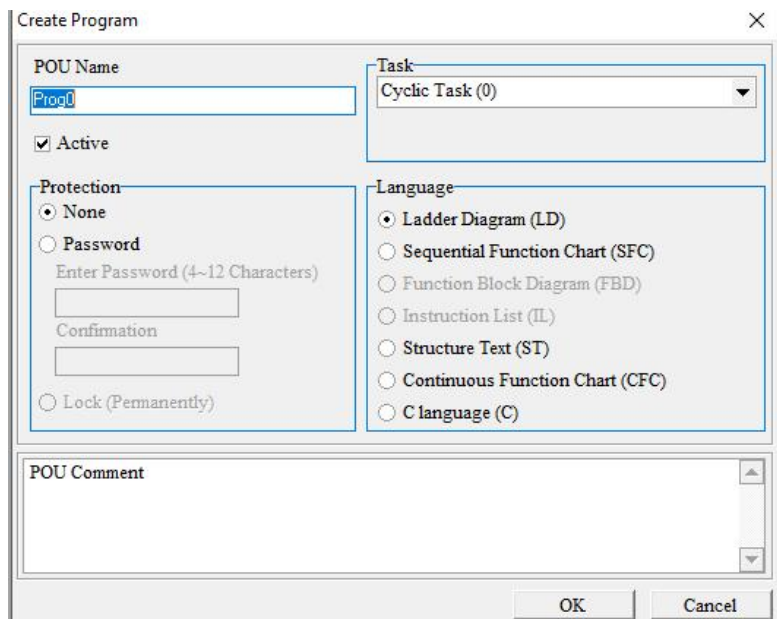 Create Program
POU Name
Prog0
Active
Task
Cyclic Task (0)
Protection
None
Password
Enter Password (4~12 Characters)
Confirmation
Lock (Permanently)
Language
Ladder Diagram (LD)
Sequential Function Chart (SFC)
Function Block Diagram (FBD)
Instruction List (IL)
Structure Text (ST)
Continuous Function Chart (CFC)
C language (C)
POU Comment
OK
Cancel